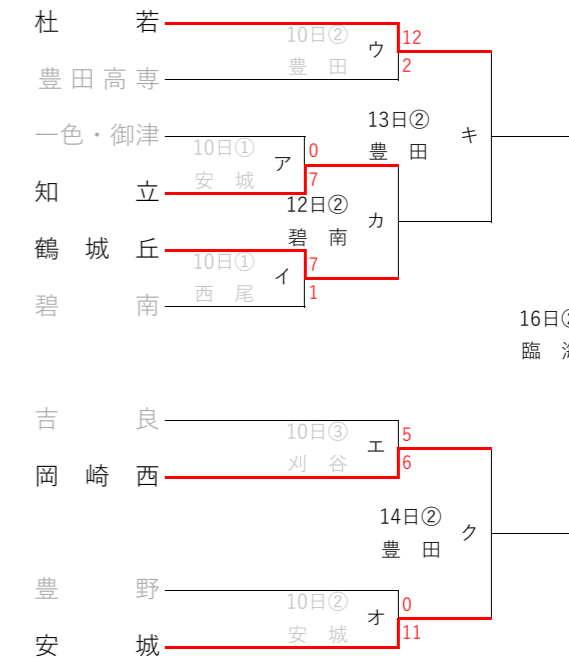 杜若
10日②
豊田
ウ
12
2
豊田高専
一色・御津
10日①
安城
ア
0
7
知立
13日②
豊田
キ
12日②
碧南
カ
鶴城丘
10日①
西尾
イ
7
1
碧南
16日
臨
吉良
10日③
刈谷
エ
5
6
岡崎西
14日②
豊田
ク
豊野
10日②
安城
オ
0
11
安城